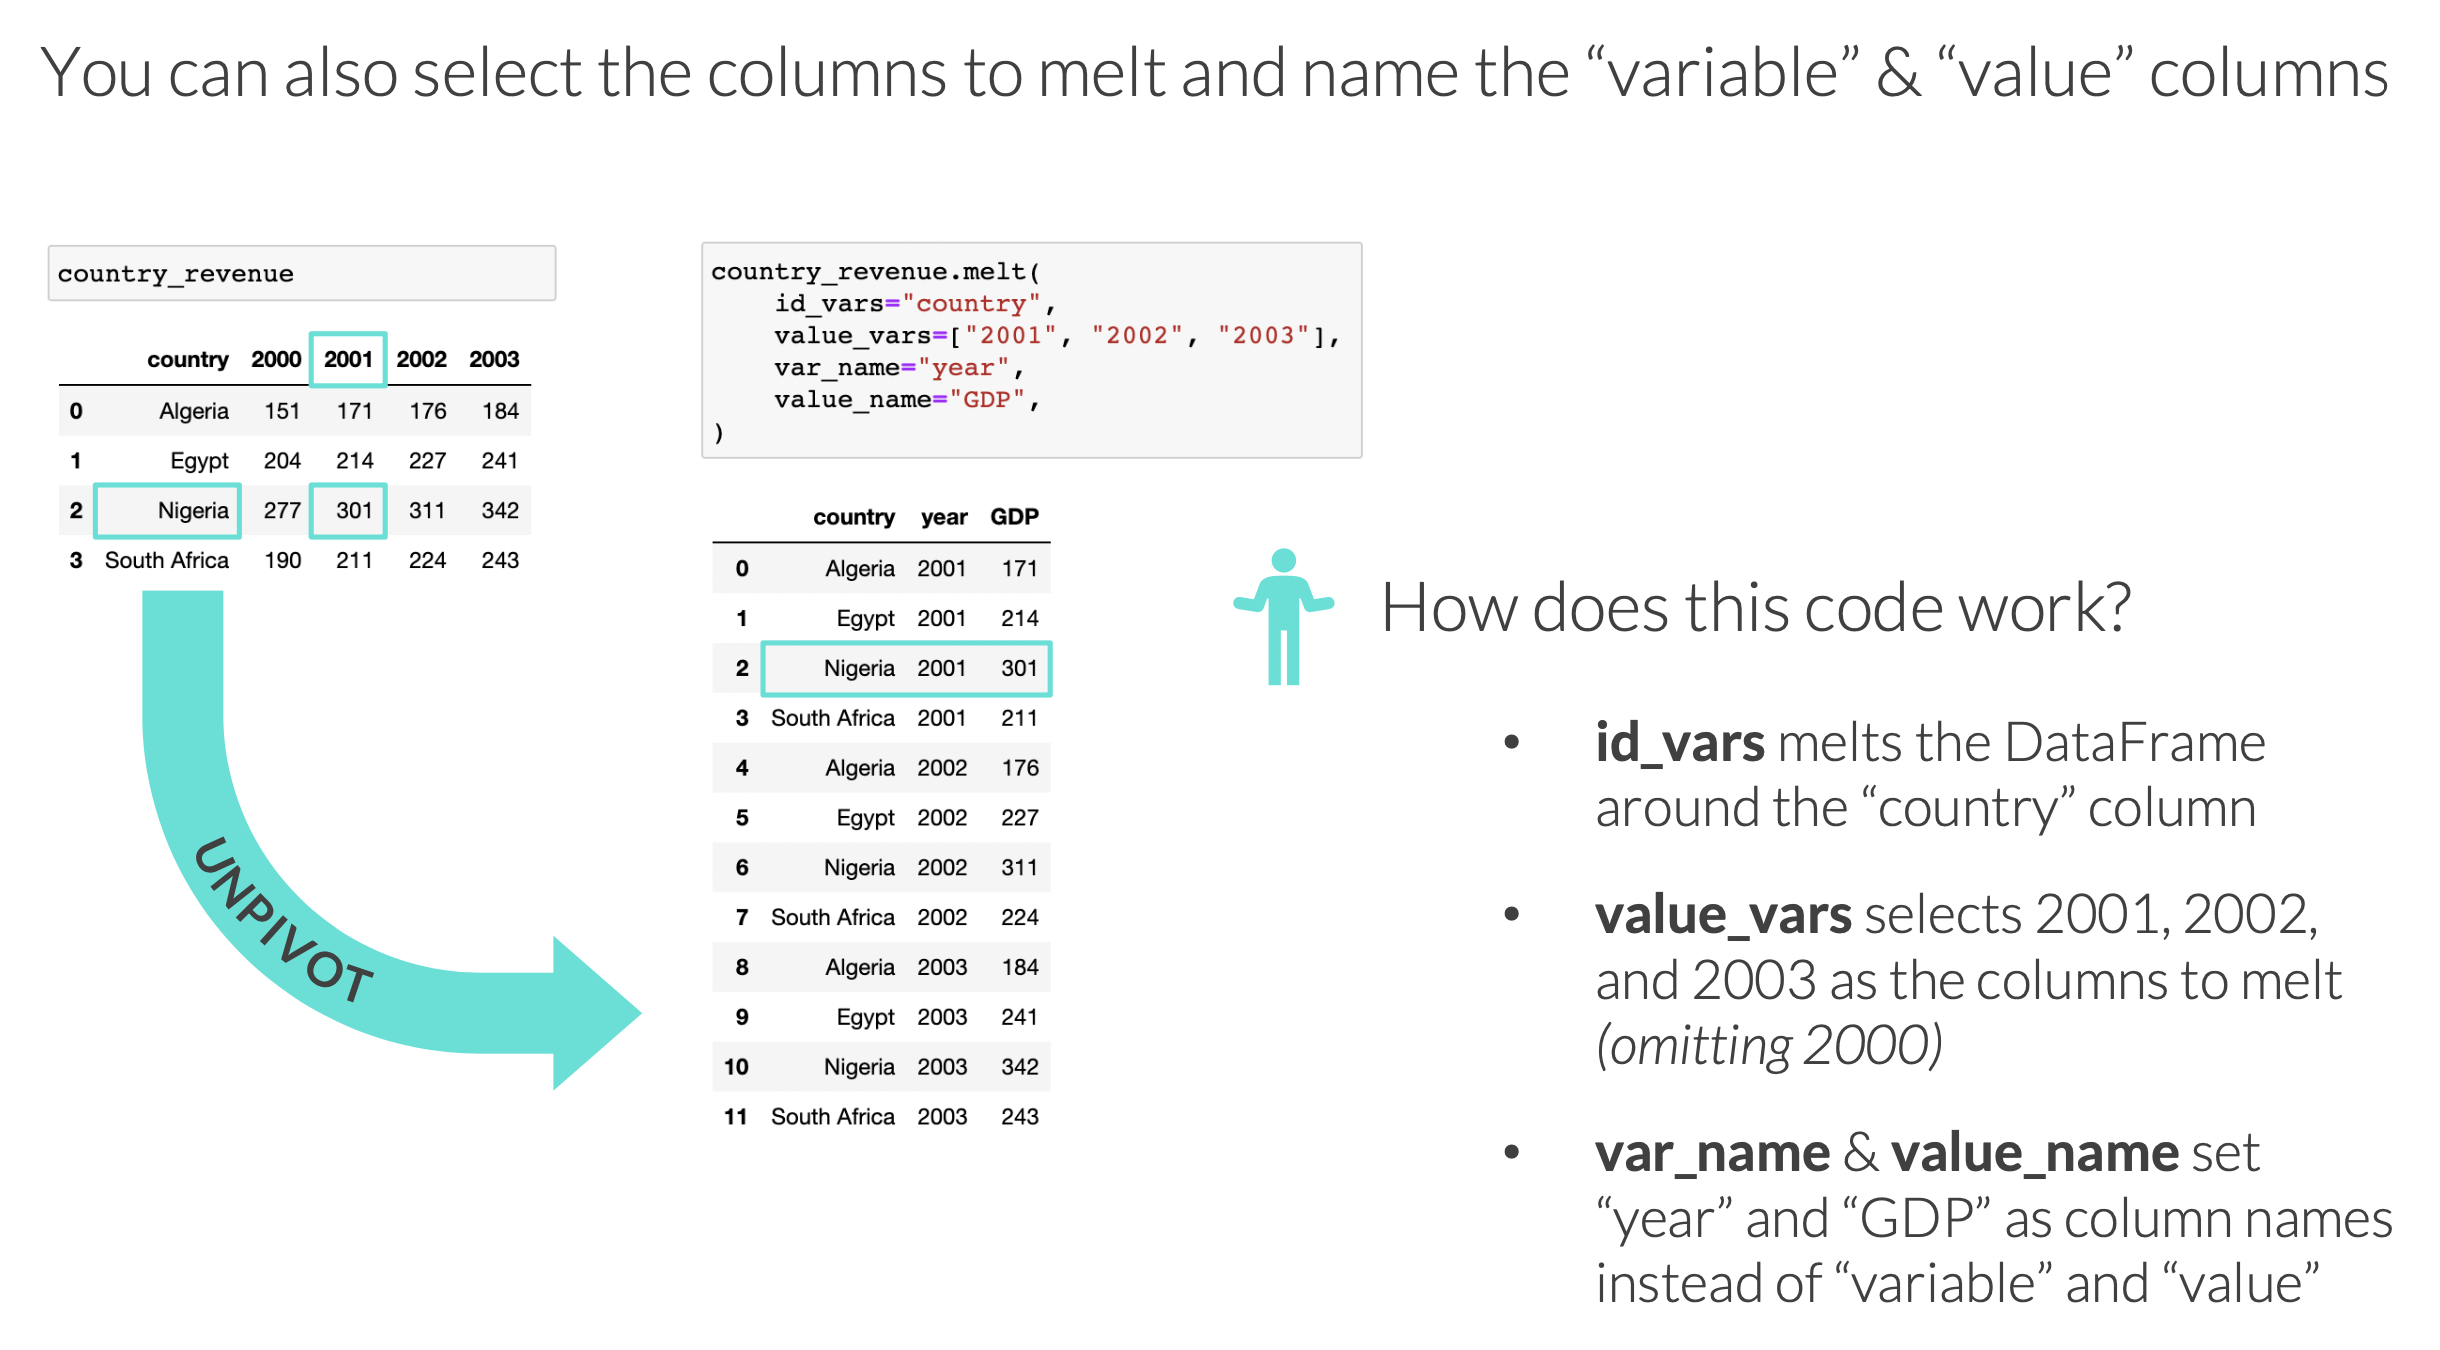 You can also select the columns to melt and name the “variable” & “value” columns
country_revenue
country 2000 2001 2002 2003
0 Algeria 151 171 176 184
1 Egypt 204 214 227 241
2 Nigeria 277 301 311 342
3 South Africa 190 211 224 243
UNPIVOT
country_revenue.melt(
    id_vars="country",
    value_vars=["2001", "2002", "2003"],
    var_name="year",
    value_name="GDP",
)
country year GDP
0 Algeria 2001 171
1 Egypt 2001 214
2 Nigeria 2001 301
3 South Africa 2001 211
4 Algeria 2002 176
5 Egypt 2002 227
6 Nigeria 2002 311
7 South Africa 2002 224
8 Algeria 2003 184
9 Egypt 2003 241
10 Nigeria 2003 342
11 South Africa 2003 243
How does this code work?
• id_vars melts the DataFrame
around the “country” column
• value_vars selects 2001, 2002,
and 2003 as the columns to melt
(omitting 2000)
• var_name & value_name set
“year” and “GDP” as column names
instead of “variable” and “value”